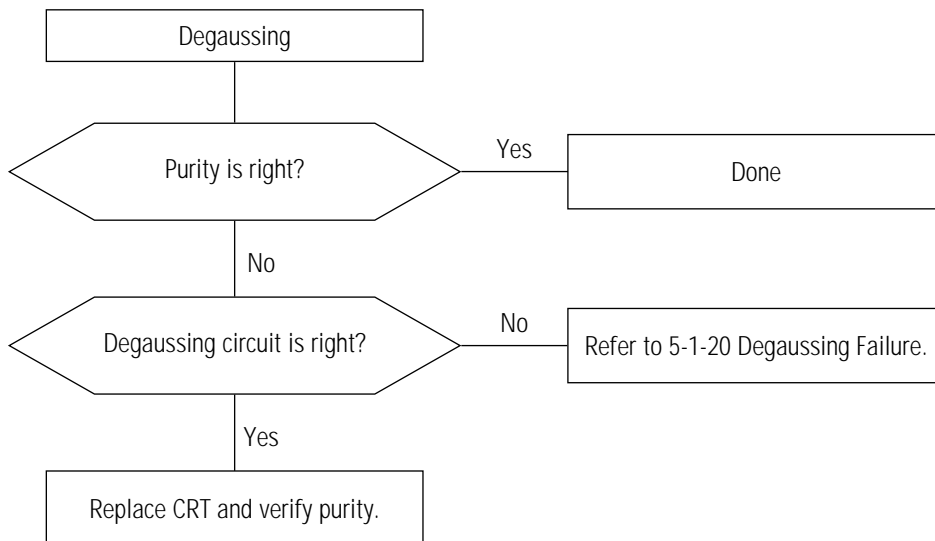 Degaussing
Purity is right?
Yes
Done
No
Degaussing circuit is right?
No
Refer to 5-1-20 Degaussing Failure.
Yes
Replace CRT and verify purity.